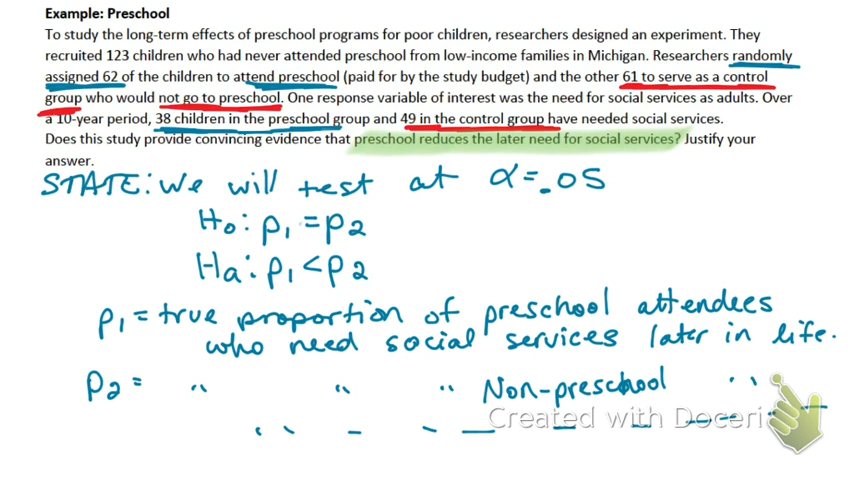 Example: Preschool
To study the long-term effects of preschool programs for poor children, researchers designed an experiment. They
recruited 123 children who had never attended preschool from low-income families in Michigan. Researchers randomly
assigned 62 of the children to attend preschool (paid for by the study budget) and the other 61 to serve as a control
group who would not go to preschool. One response variable of interest was the need for social services as adults. Over
a 10-year period, 38 children in the preschool group and 49 in the control group have needed social services.
Does this study provide convincing evidence that preschool reduces the later need for social services? Justify your
answer.
STATE: We will test at α = .05
H₀: p₁ = p₂
Ha: p₁ < p₂
p₁ = true proportion of preschool attendees
who need social services later in life.
p₂ = " " " Non-preschool "
Created with Doceri
" - - — - - - - -